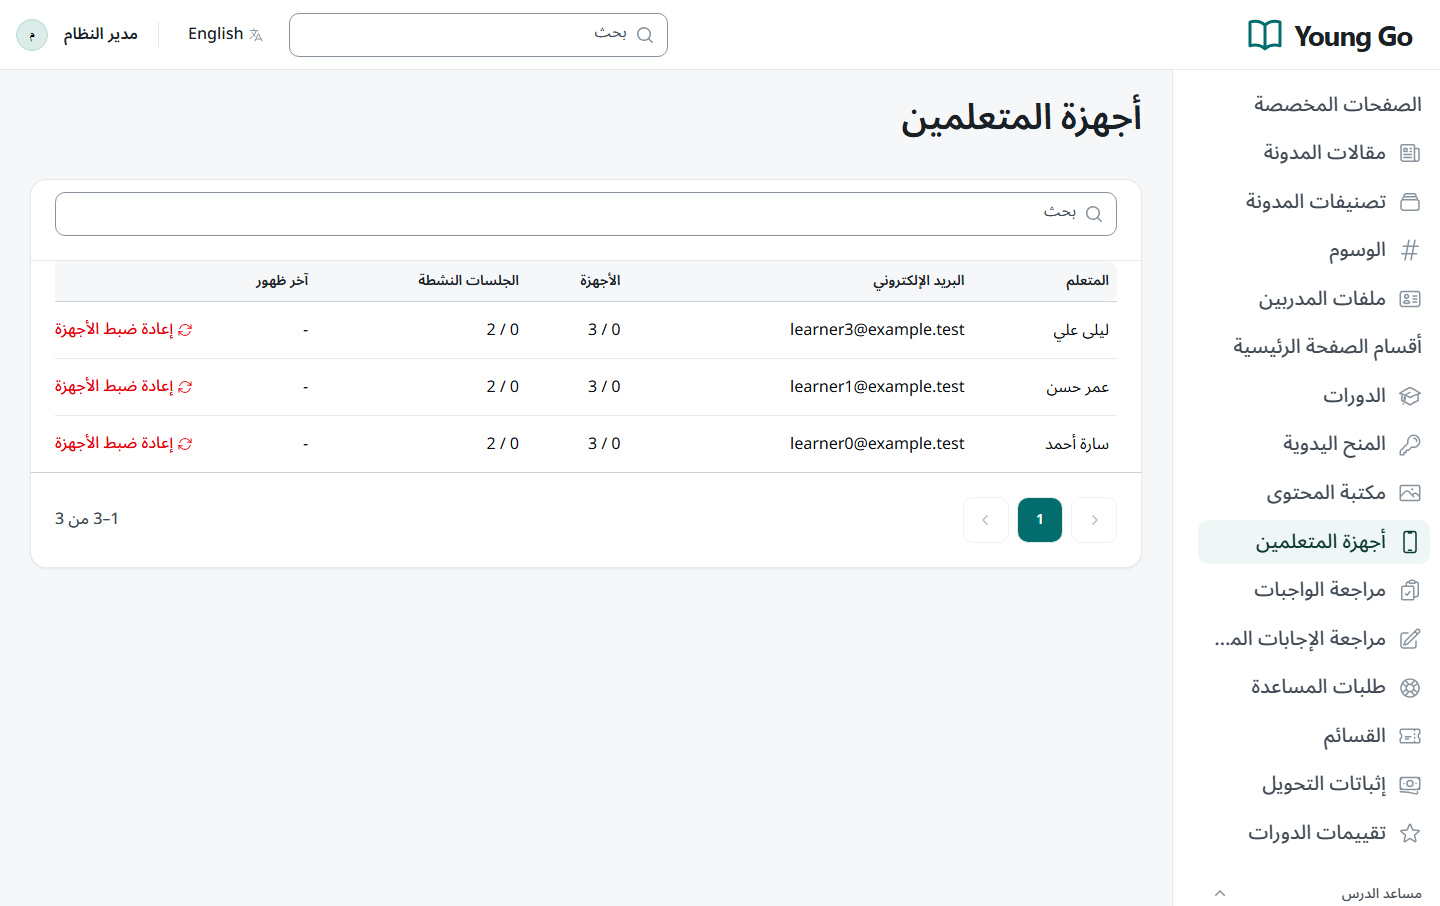 Young Go
بحث
English
مدير النظام
م
الصفحات المخصصة
مقالات المدونة
تصنيفات المدونة
الوسوم
ملفات المدربين
أقسام الصفحة الرئيسية
الدورات
المنح اليدوية
مكتبة المحتوى
أجهزة المتعلمين
مراجعة الواجبات
مراجعة الإجابات الم...
طلبات المساعدة
القسائم
إثباتات التحويل
تقييمات الدورات
مساعد الدرس
أجهزة المتعلمين
بحث
المتعلم البريد الإلكتروني الأجهزة الجلسات النشطة آخر ظهور
ليلى علي learner3@example.test 0 / 3 0 / 2 - إعادة ضبط الأجهزة
عمر حسن learner1@example.test 0 / 3 0 / 2 - إعادة ضبط الأجهزة
سارة أحمد learner0@example.test 0 / 3 0 / 2 - إعادة ضبط الأجهزة
1
1–3 من 3